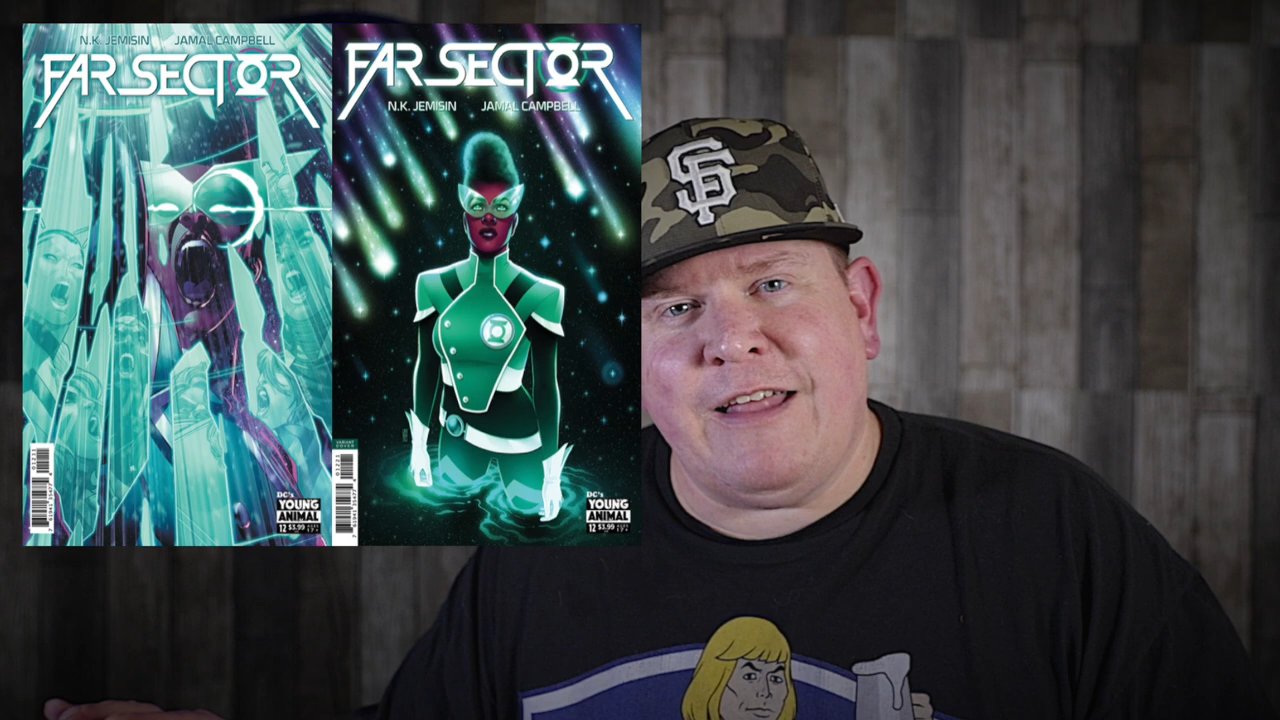 N.K. JEMISIN JAMAL CAMPBELL
FAR SECTOR
DC's
YOUNG
ANIMAL
12 $3.99
FAR SECTOR
N.K. JEMISIN JAMAL CAMPBELL
VARIANT
COVER
DC's
YOUNG
ANIMAL
12 $3.99
SF